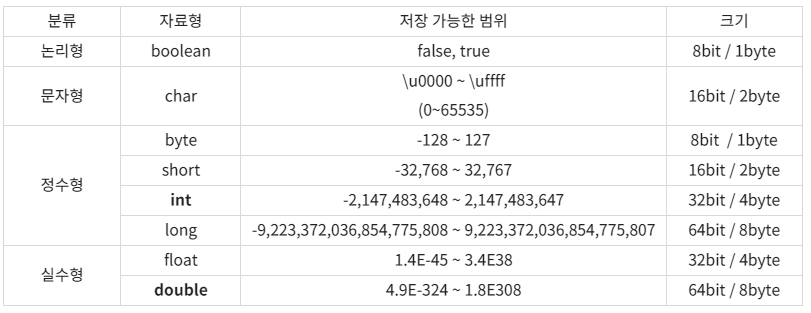 분류 자료형 저장 가능한 범위 크기
논리형 boolean false, true 8bit / 1byte
문자형 char \u0000 ~ \uffff 16bit / 2byte
(0~65535)
정수형 byte -128 ~ 127 8bit / 1byte
short -32,768 ~ 32,767 16bit / 2byte
int -2,147,483,648 ~ 2,147,483,647 32bit / 4byte
long -9,223,372,036,854,775,808 ~ 9,223,372,036,854,775,807 64bit / 8byte
실수형 float 1.4E-45 ~ 3.4E38 32bit / 4byte
double 4.9E-324 ~ 1.8E308 64bit / 8byte